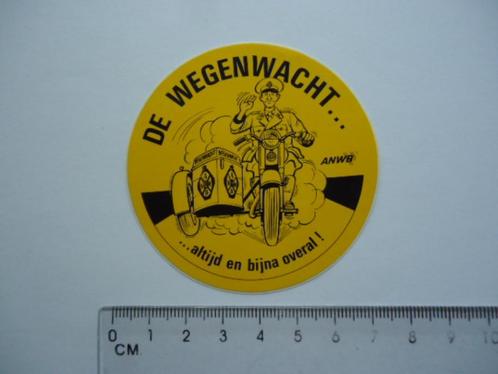 DE WEGENWACHT...
ANWB
...altijd en bijna overal!
0 1 2 3 4 5 6 7 8 9 10
CM.